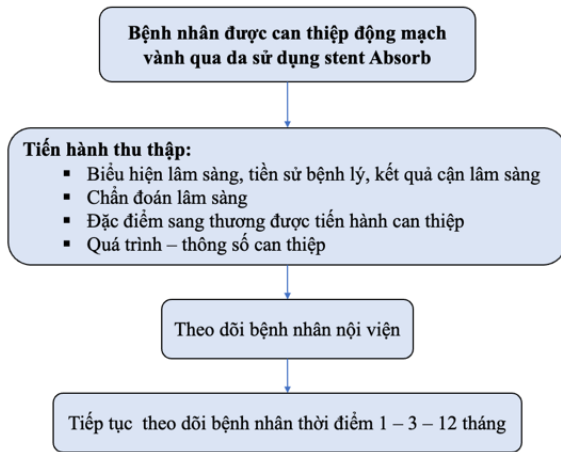 Bệnh nhân được can thiệp động mạch
vành qua da sử dụng stent Absorb
Tiến hành thu thập:
▪ Biểu hiện lâm sàng, tiền sử bệnh lý, kết quả cận lâm sàng
▪ Chẩn đoán lâm sàng
▪ Đặc điểm sang thương được tiến hành can thiệp
▪ Quá trình – thông số can thiệp
Theo dõi bệnh nhân nội viện
Tiếp tục theo dõi bệnh nhân thời điểm 1 – 3 – 12 tháng